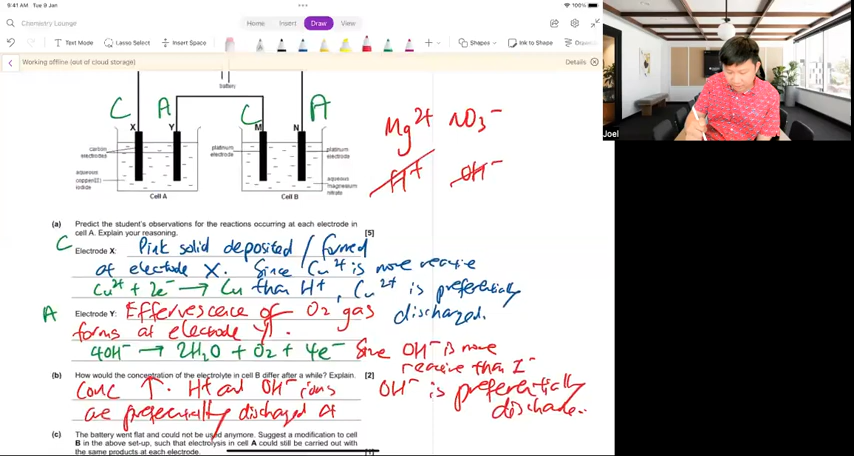 9:41 AM Tue 9 Jan
100%
Chemistry Lounge
Home Insert Draw View
Text Mode Lasso Select Insert Space Shapes Ink to Shape
Working offline (out of cloud storage) Details
battery
C A C A
X Y M N
carbon electrodes
platinum electrode
platinum electrode
aqueous copper(II) iodide
aqueous magnesium nitrate
Cell A Cell B
Mg2+ NO3-
H+ OH-
Joel
(a) Predict the student's observations for the reactions occurring at each electrode in
cell A. Explain your reasoning. [5]
C Electrode X: Pink solid deposited / formed
at electrode X. Since Cu2+ is more reactive
Cu2+ + 2e- → Cu than H+, Cu2+ is preferentially
discharged.
A Electrode Y: Effervescence of O2 gas
forms at electrode Y.
4OH- → 2H2O + O2 + 4e- Since OH- is more
reactive than I-
OH- is preferentially
discharged.
(b) How would the concentration of the electrolyte in cell B differ after a while? Explain. [2]
Conc ↑. H+ and OH- ions
are preferentially discharged at
(c) The battery went flat and could not be used anymore. Suggest a modification to cell
B in the above set-up, such that electrolysis in cell A could still be carried out with
the same products at each electrode. [1]